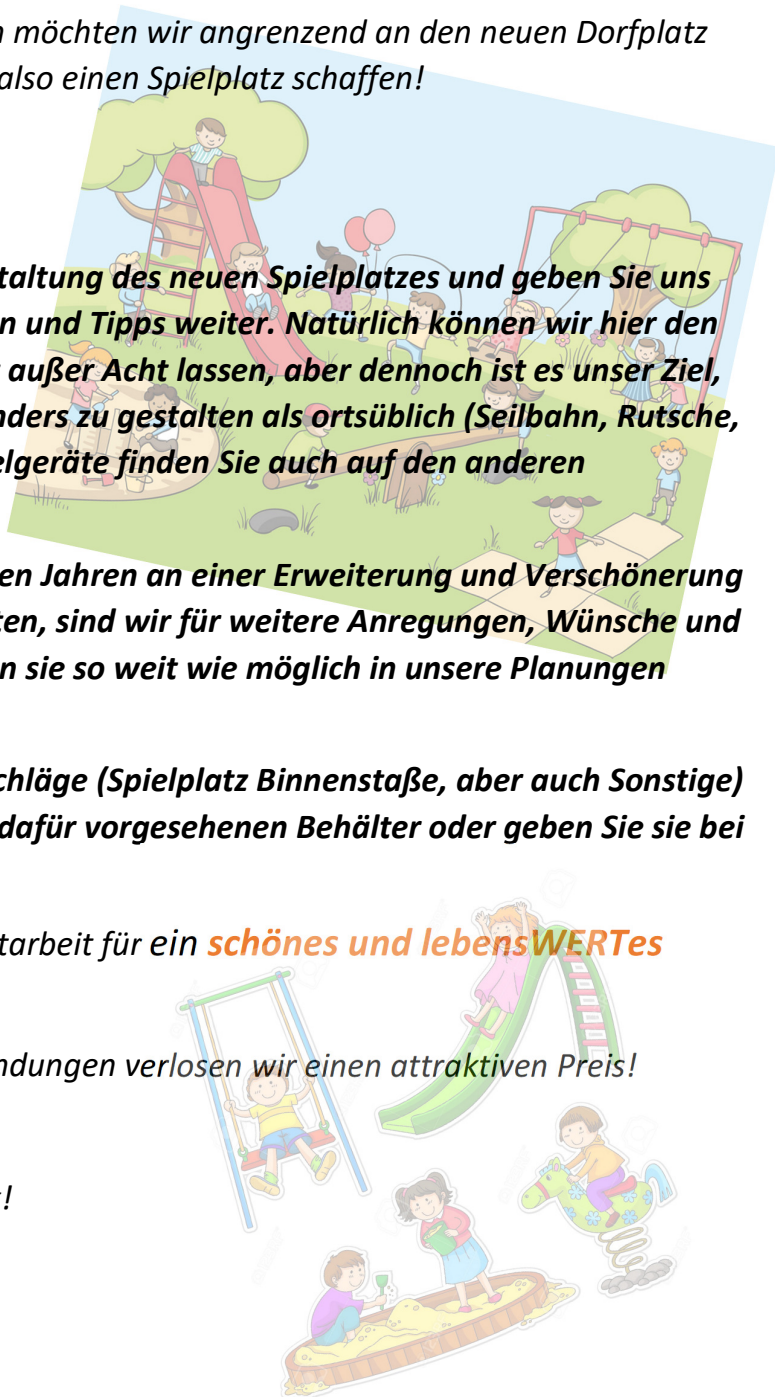 möchten wir angrenzend an den neuen Dorfplatz
also einen Spielplatz schaffen!
taltung des neuen Spielplatzes und geben Sie uns
n und Tipps weiter. Natürlich können wir hier den
außer Acht lassen, aber dennoch ist es unser Ziel,
nders zu gestalten als ortsüblich (Seilbahn, Rutsche,
elgeräte finden Sie auch auf den anderen
en Jahren an einer Erweiterung und Verschönerung
ten, sind wir für weitere Anregungen, Wünsche und
n sie so weit wie möglich in unsere Planungen
chläge (Spielplatz Binnenstaße, aber auch Sonstige)
dafür vorgesehenen Behälter oder geben Sie sie bei
tarbeit für ein schönes und lebensWERTes
ndungen verlosen wir einen attraktiven Preis!
!